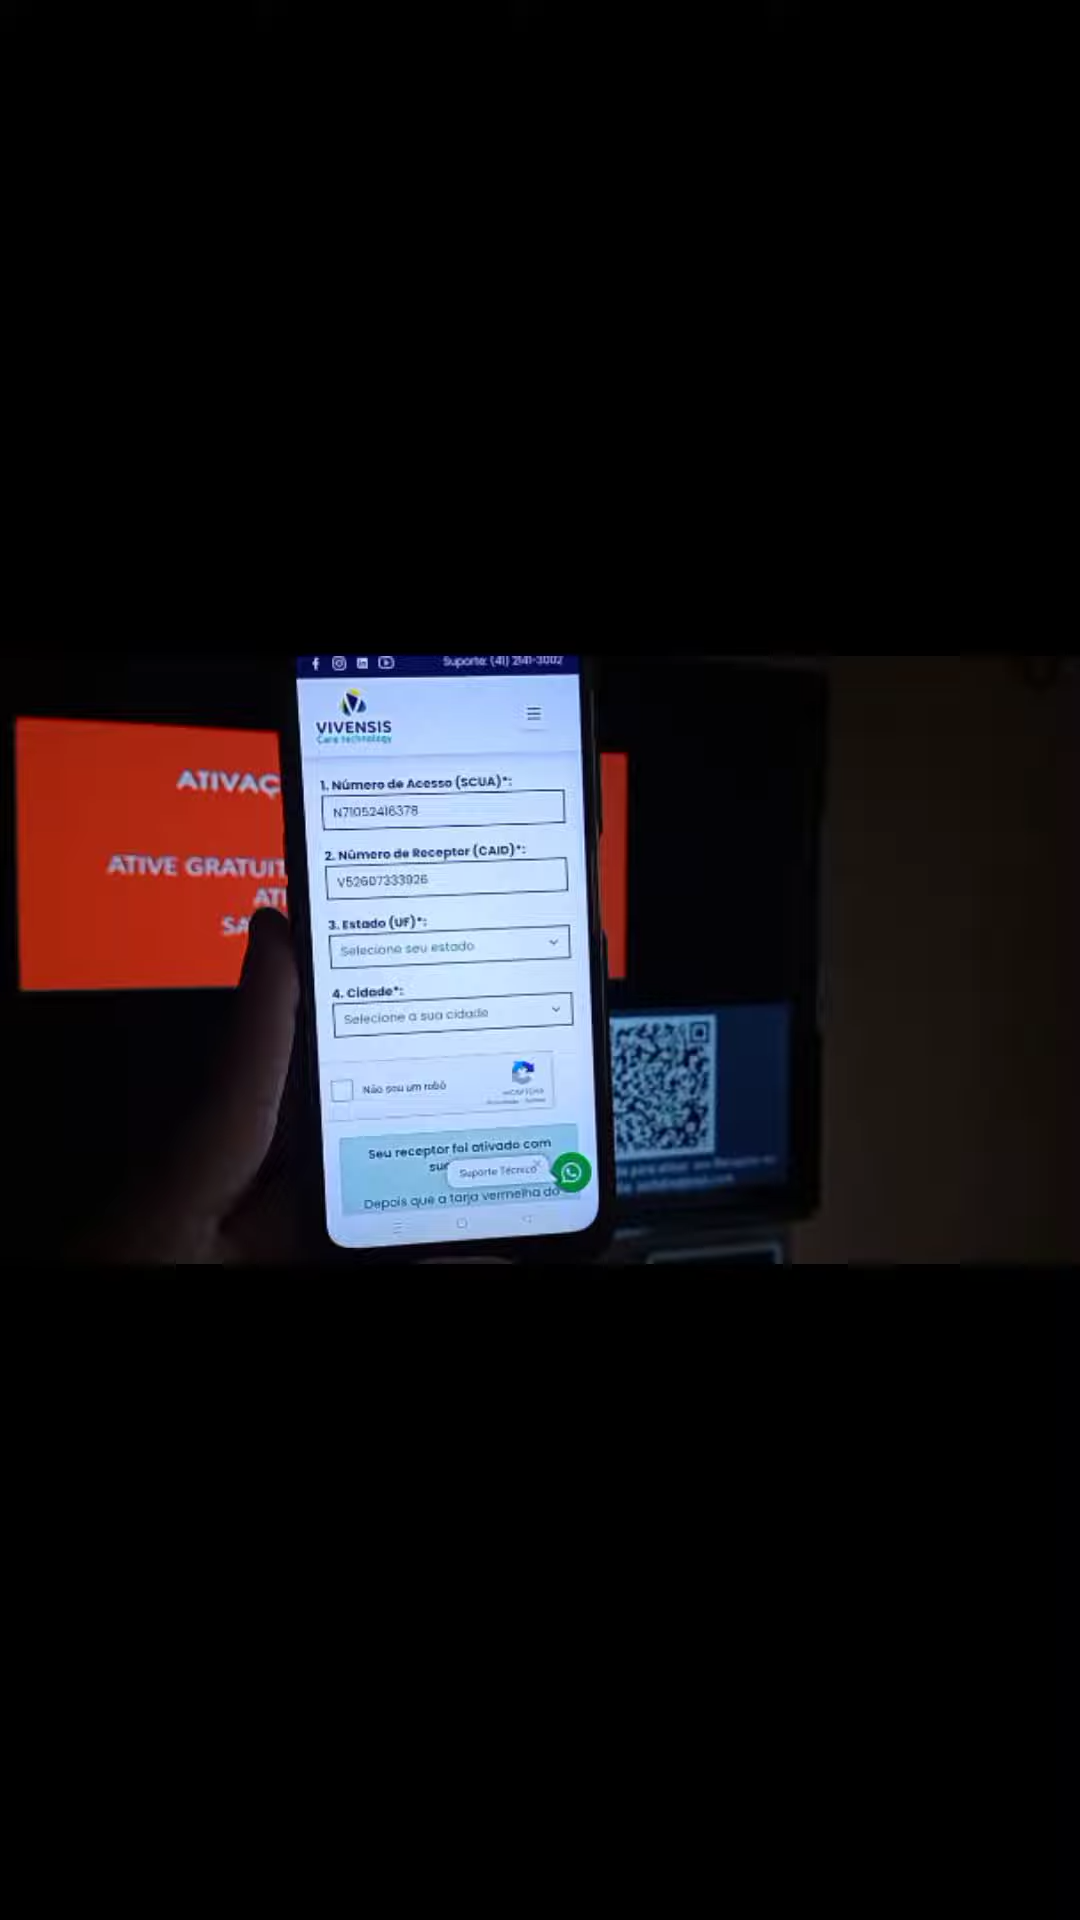 Suporte: (41) 2141-3002
VIVENSIS
Care technology
ATIVAÇ
ATIVE GRATUIT
ATI
SA
1. Número de Acesso (SCUA)*:
N71052416378
2. Número de Receptor (CAID)*:
V52607333926
3. Estado (UF)*:
Selecione seu estado
4. Cidade*:
Selecione a sua cidade
Não sou um robô
reCAPTCHA
Seu receptor foi ativado com
suc
Suporte Técnico
Depois que a tarja vermelha do